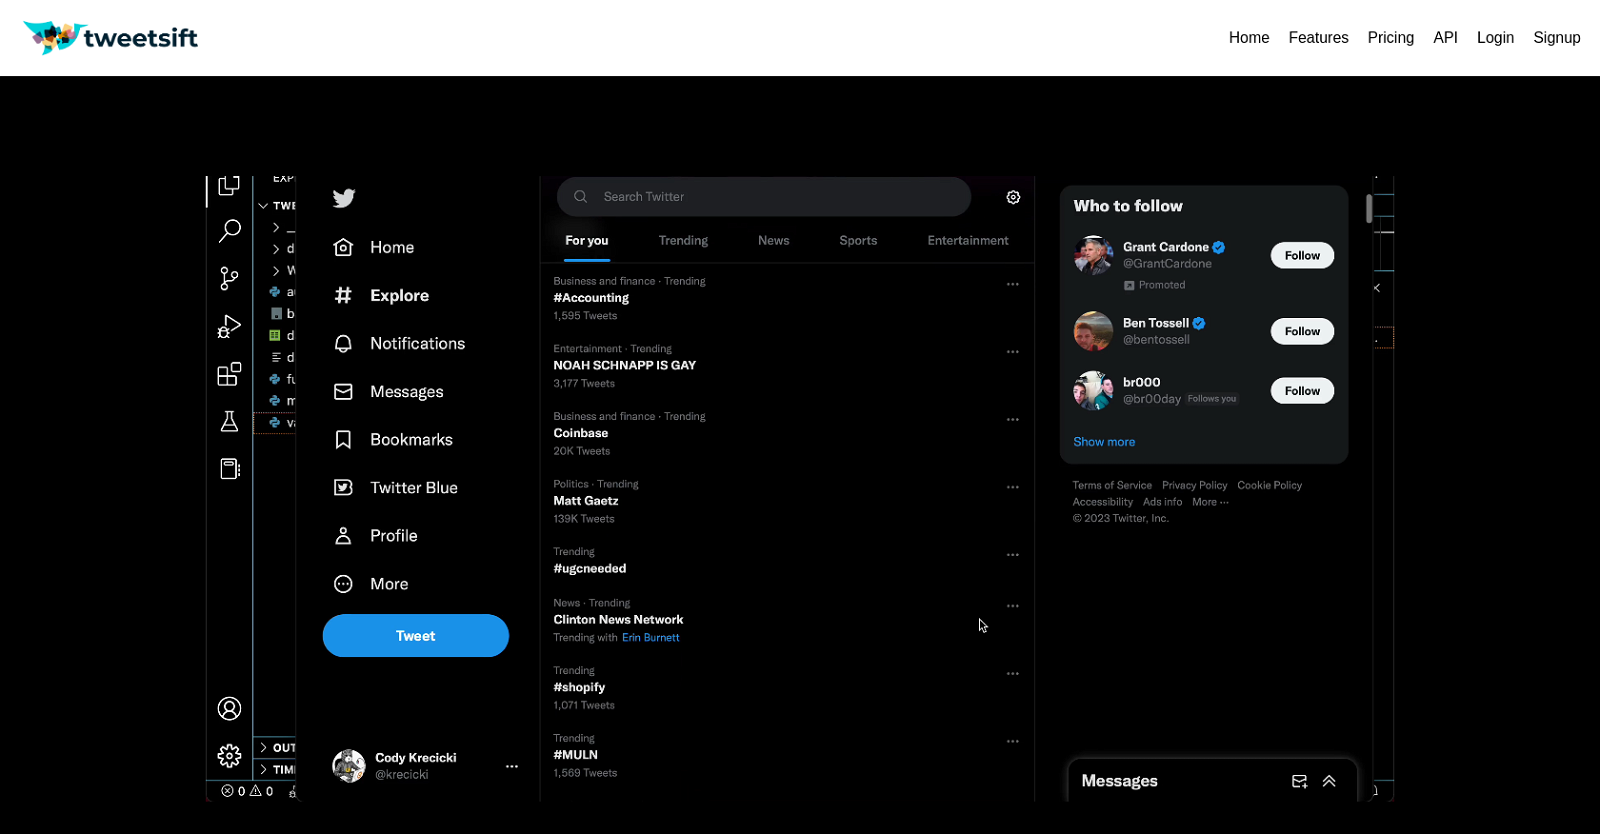 tweetsift
Home Features Pricing API Login Signup
TWE
OUT
TIM
0 0
Home
Explore
Notifications
Messages
Bookmarks
Twitter Blue
Profile
More
Tweet
Cody Krecicki
@krecicki
Search Twitter
For you Trending News Sports Entertainment
Business and finance · Trending
#Accounting
1,595 Tweets
Entertainment · Trending
NOAH SCHNAPP IS GAY
3,177 Tweets
Business and finance · Trending
Coinbase
20K Tweets
Politics · Trending
Matt Gaetz
139K Tweets
Trending
#ugcneeded
News · Trending
Clinton News Network
Trending with Erin Burnett
Trending
#shopify
1,071 Tweets
Trending
#MULN
1,569 Tweets
Who to follow
Grant Cardone
@GrantCardone
Follow
Promoted
Ben Tossell
@bentossell
Follow
br000
@br00day Follows you
Follow
Show more
Terms of Service Privacy Policy Cookie Policy
Accessibility Ads info More ···
© 2023 Twitter, Inc.
Messages